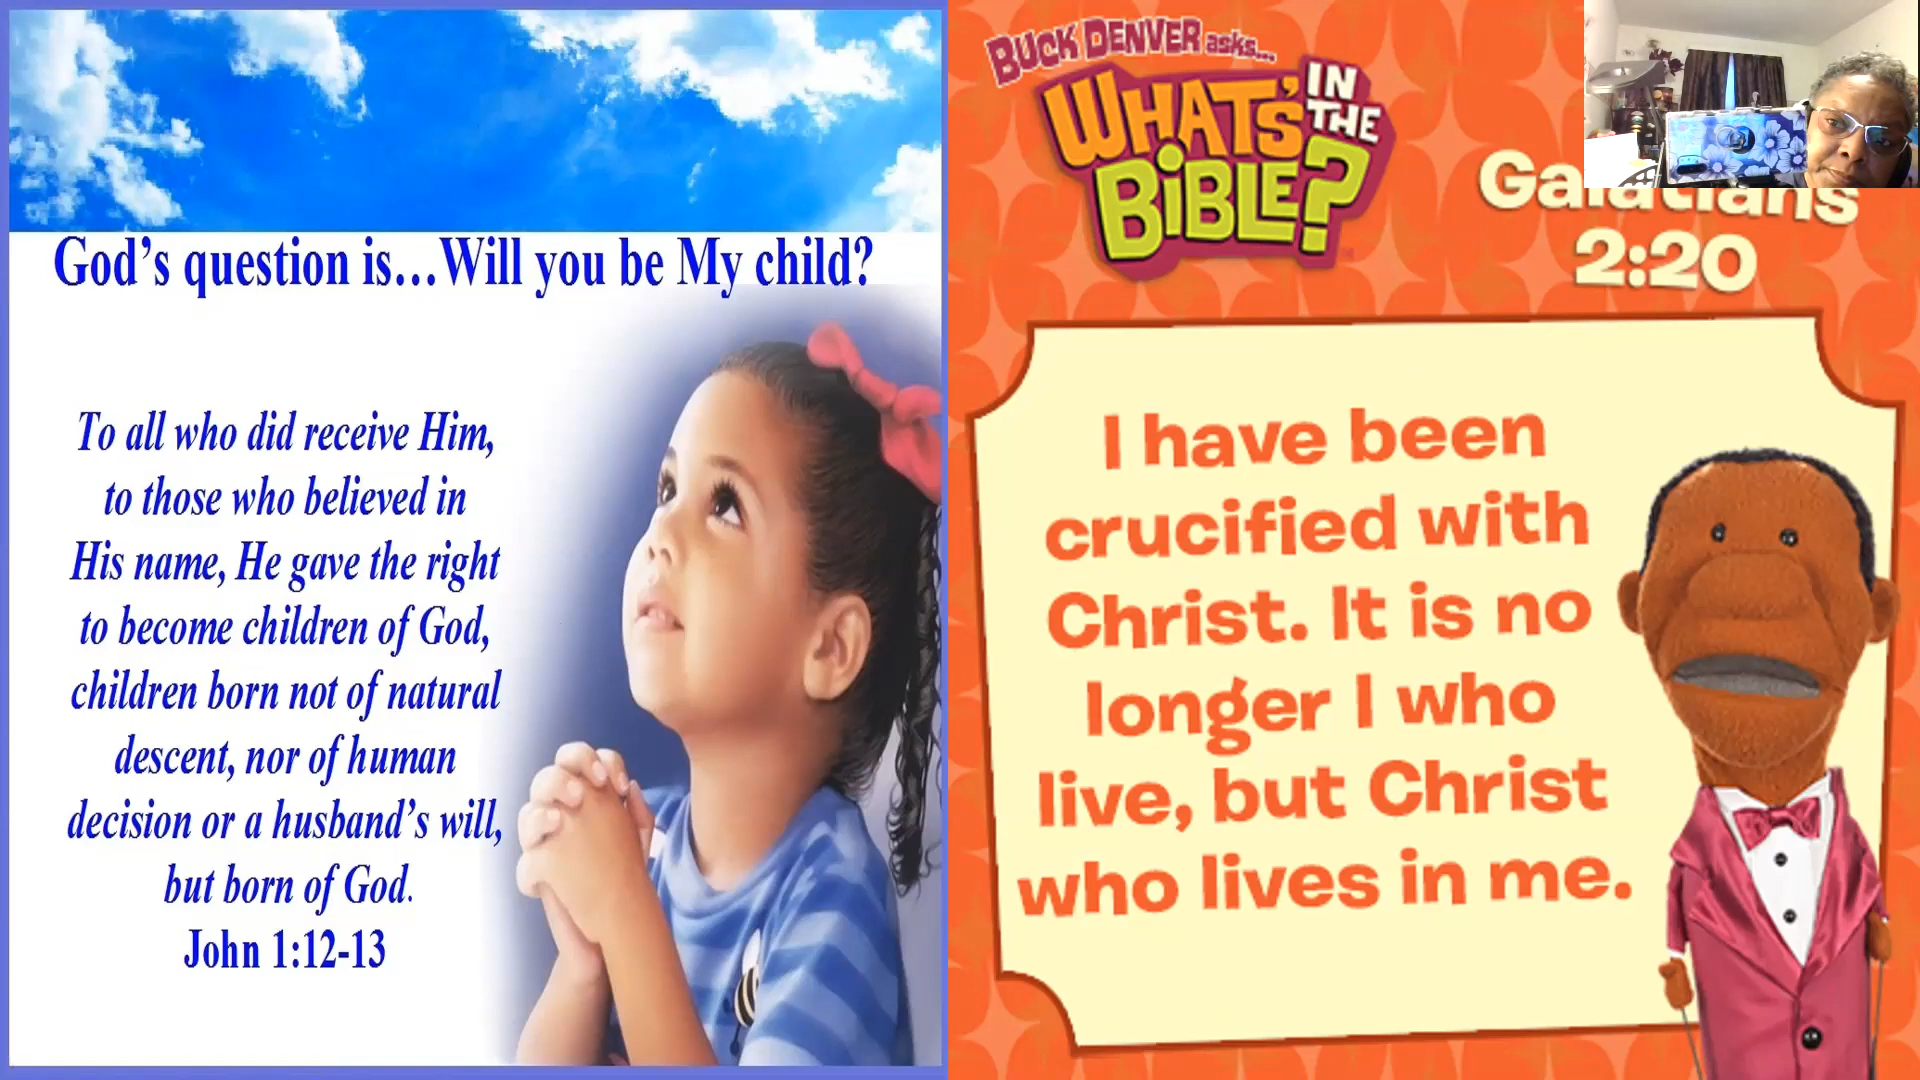 God’s question is…Will you be My child?
To all who did receive Him,
to those who believed in
His name, He gave the right
to become children of God,
children born not of natural
descent, nor of human
decision or a husband’s will,
but born of God.
John 1:12-13
BUCK DENVER asks...
WHAT'S IN THE
BiBLE?
Galatians
2:20
I have been
crucified with
Christ. It is no
longer I who
live, but Christ
who lives in me.